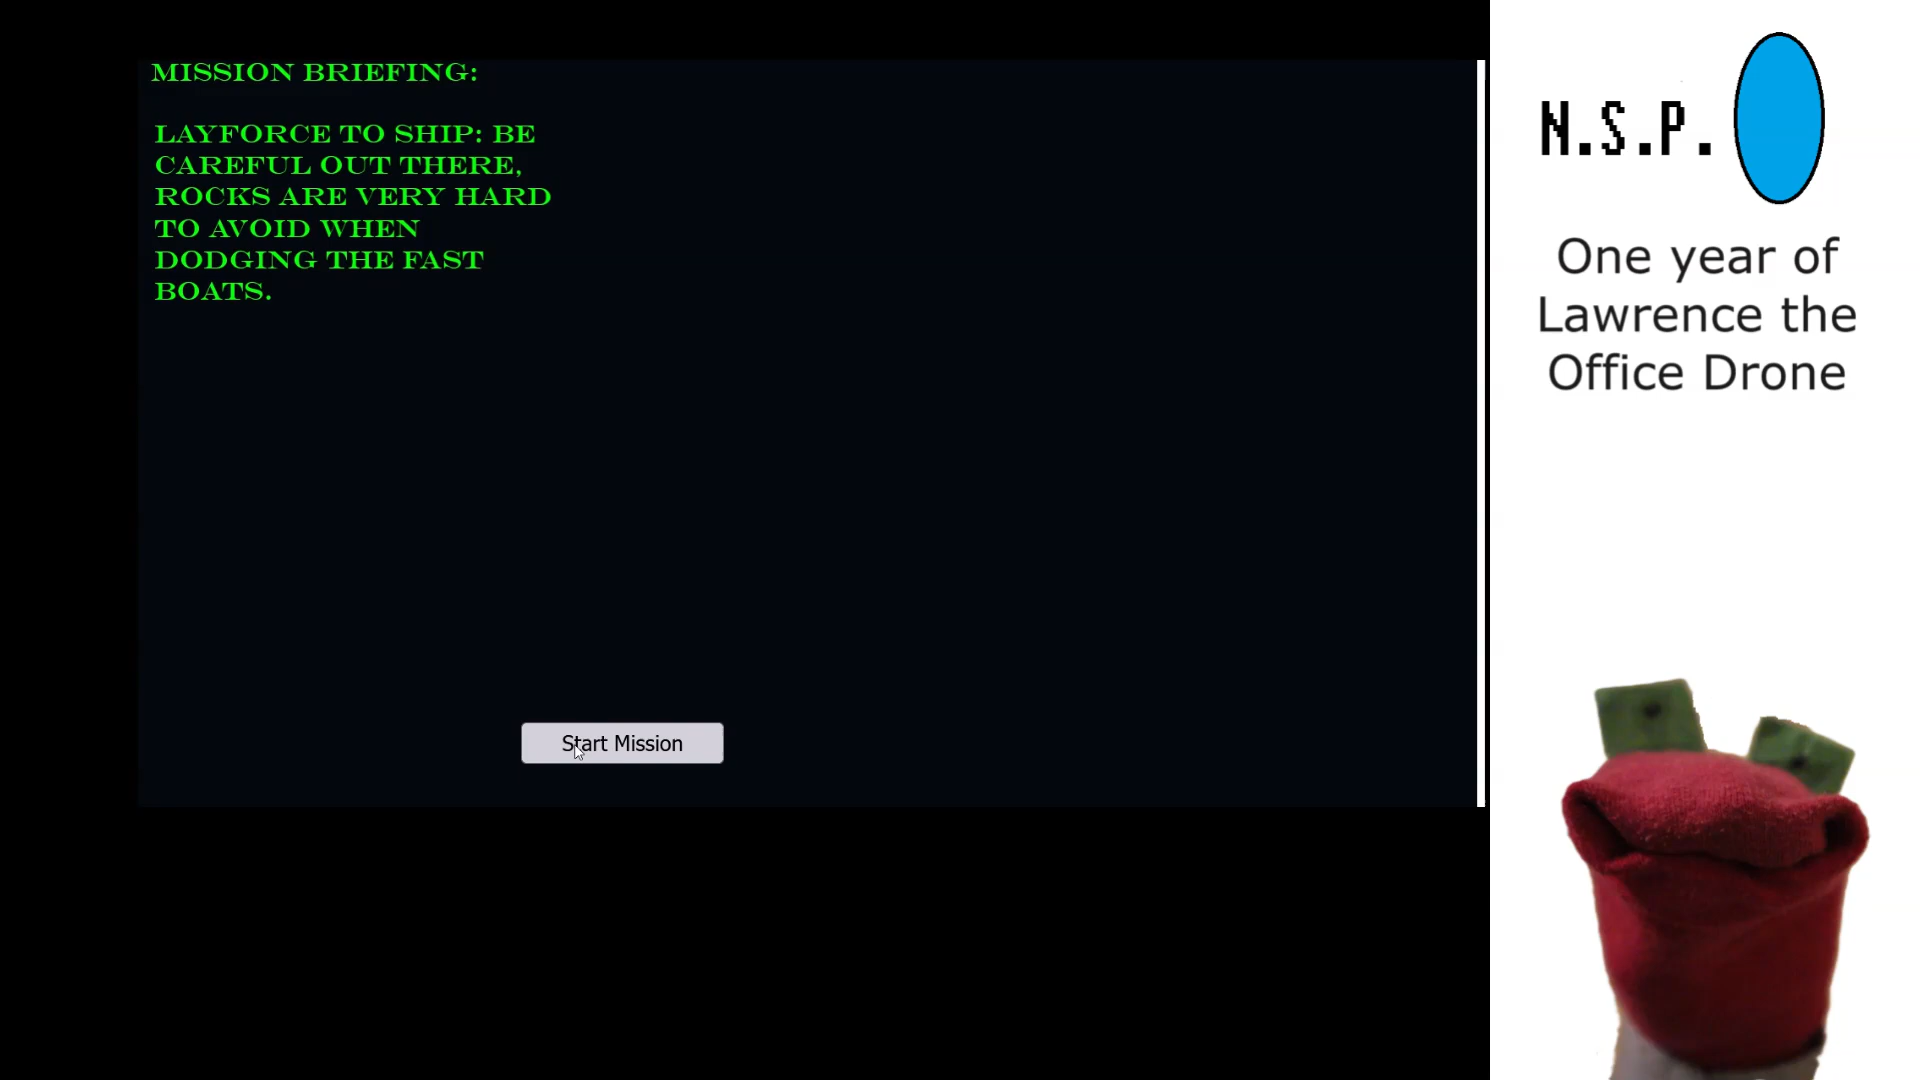 MISSION BRIEFING:
LAYFORCE TO SHIP: BE
CAREFUL OUT THERE,
ROCKS ARE VERY HARD
TO AVOID WHEN
DODGING THE FAST
BOATS.
Start Mission
N.S.P.
One year of
Lawrence the
Office Drone